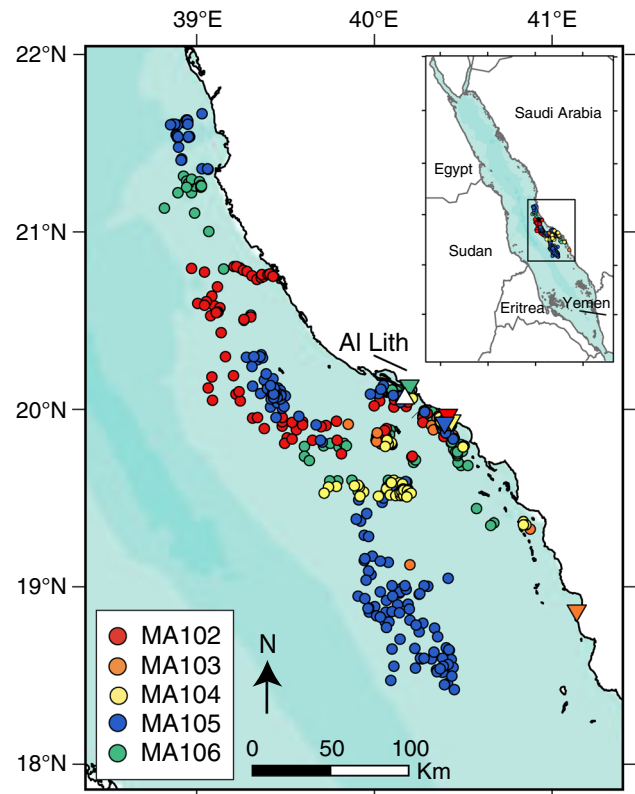 39°E 40°E 41°E
22°N
21°N
20°N
19°N
18°N
Saudi Arabia
Egypt
Sudan
Eritrea
Yemen
Al Lith
MA102
MA103
MA104
MA105
MA106
N
0 50 100
Km